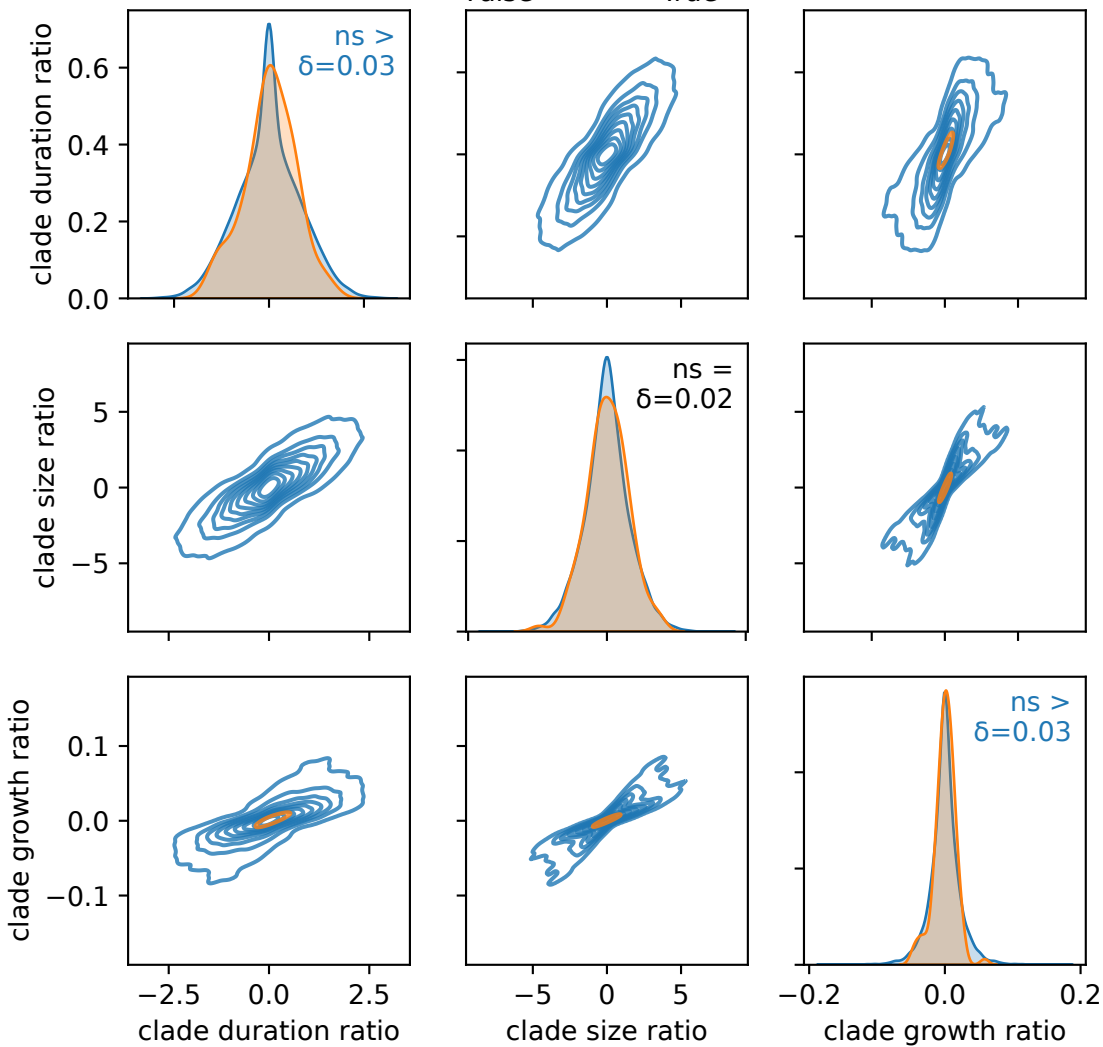 clade duration ratio
0.6
0.4
0.2
0.0
ns >
δ=0.03
clade size ratio
5
0
−5
−5
0
5
ns =
δ=0.02
clade growth ratio
0.1
0.0
−0.1
ns >
δ=0.03
−2.5
0.0
2.5
−5
0
5
−0.2
0.0
0.2
clade duration ratio
clade size ratio
clade growth ratio